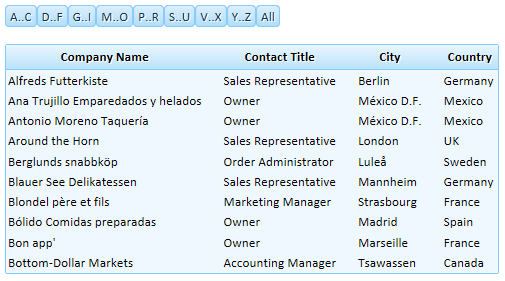 A..C D..F G..I M..O P..R S..U V..X Y..Z All
Company Name Contact Title City Country
Alfreds Futterkiste Sales Representative Berlin Germany
Ana Trujillo Emparedados y helados Owner México D.F. Mexico
Antonio Moreno Taquería Owner México D.F. Mexico
Around the Horn Sales Representative London UK
Berglunds snabbköp Order Administrator Luleå Sweden
Blauer See Delikatessen Sales Representative Mannheim Germany
Blondel père et fils Marketing Manager Strasbourg France
Bólido Comidas preparadas Owner Madrid Spain
Bon app' Owner Marseille France
Bottom-Dollar Markets Accounting Manager Tsawassen Canada